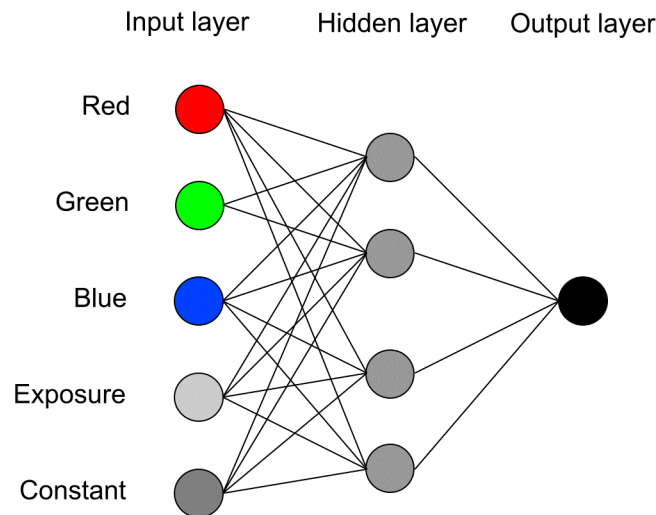 Input layer
Hidden layer
Output layer
Red
Green
Blue
Exposure
Constant